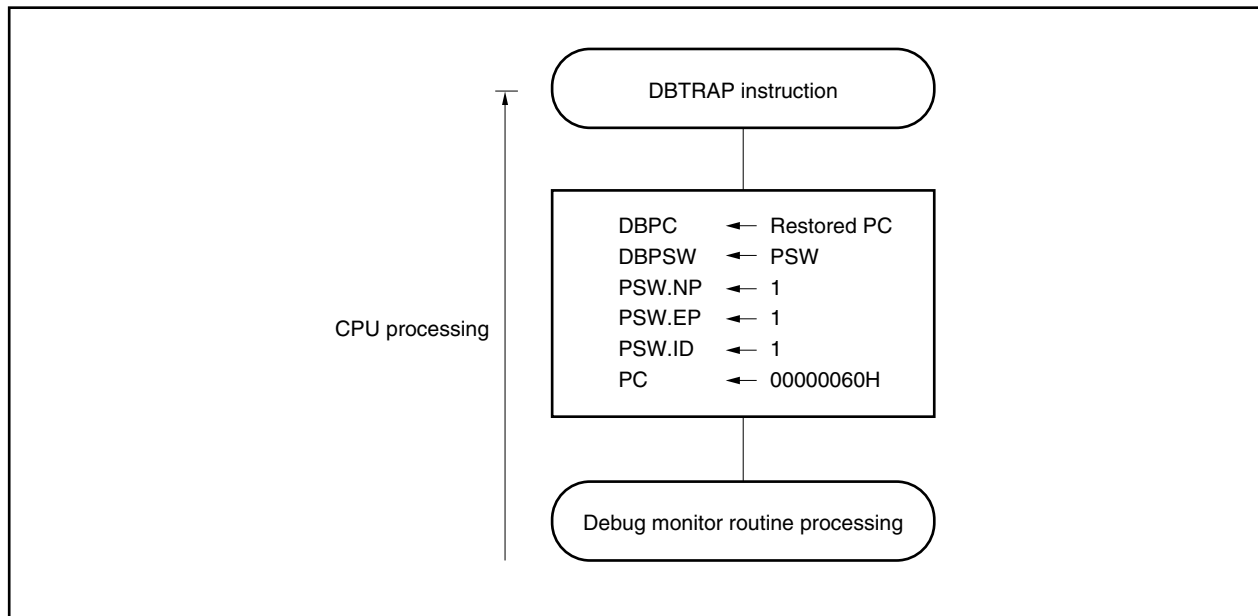 DBTRAP instruction
CPU processing
DBPC ← Restored PC
DBPSW ← PSW
PSW.NP ← 1
PSW.EP ← 1
PSW.ID ← 1
PC ← 00000060H
Debug monitor routine processing